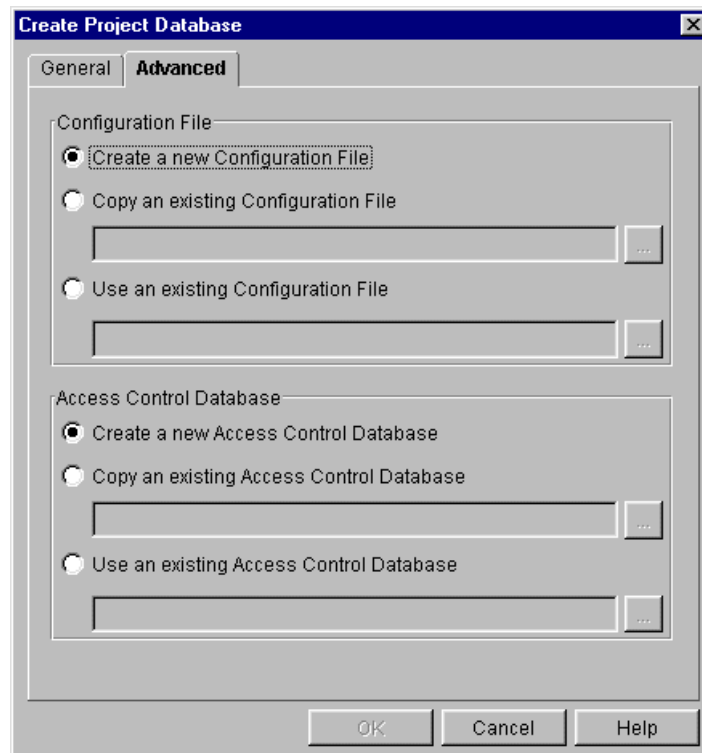 Create Project Database
General Advanced
Configuration File
Create a new Configuration File
Copy an existing Configuration File
...
Use an existing Configuration File
...
Access Control Database
Create a new Access Control Database
Copy an existing Access Control Database
...
Use an existing Access Control Database
...
OK Cancel Help